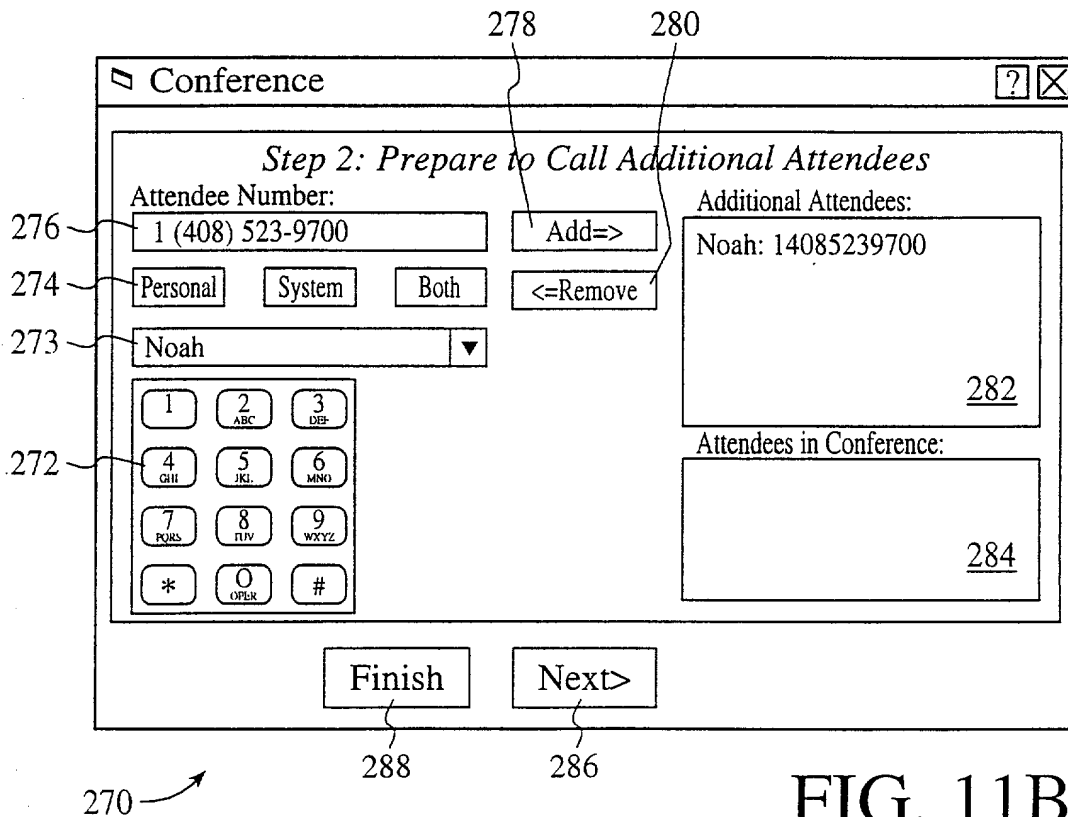 278 280
Conference ?
Step 2: Prepare to Call Additional Attendees
Attendee Number:
276 1 (408) 523-9700
Add=>
274 Personal System Both
<=Remove
273 Noah
272
1 2 ABC 3 DEF
4 GHI 5 JKL 6 MNO
7 PQRS 8 TUV 9 WXYZ
* 0 OPER #
Additional Attendees:
Noah: 14085239700
282
Attendees in Conference:
284
Finish Next>
288 286
270
FIG. 11B